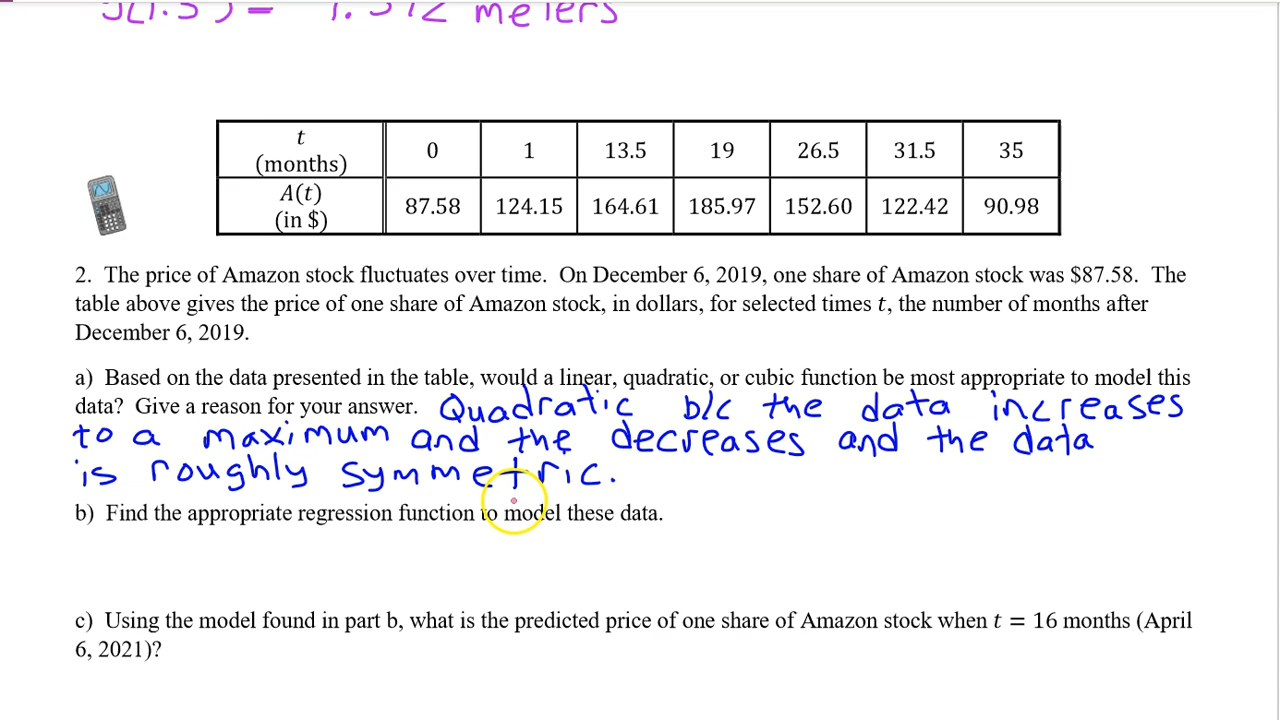 y(1.5) = 1.512 meters
t (months) 0 1 13.5 19 26.5 31.5 35
A(t) (in $) 87.58 124.15 164.61 185.97 152.60 122.42 90.98
2. The price of Amazon stock fluctuates over time. On December 6, 2019, one share of Amazon stock was $87.58. The
table above gives the price of one share of Amazon stock, in dollars, for selected times t, the number of months after
December 6, 2019.
a) Based on the data presented in the table, would a linear, quadratic, or cubic function be most appropriate to model this
data? Give a reason for your answer. Quadratic b/c the data increases
to a maximum and the decreases and the data
is roughly symmetric.
b) Find the appropriate regression function to model these data.
c) Using the model found in part b, what is the predicted price of one share of Amazon stock when t = 16 months (April
6, 2021)?